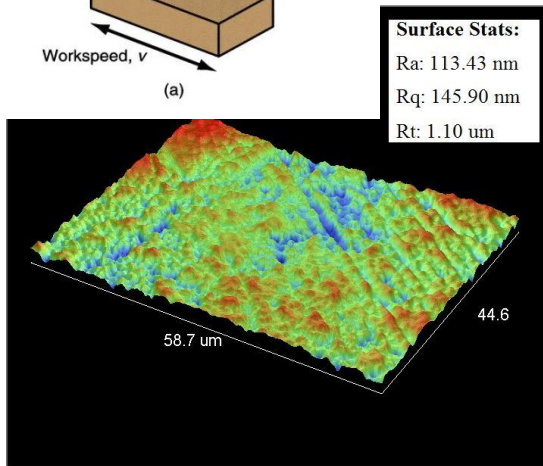 Workspeed, v
(a)
Surface Stats:
Ra: 113.43 nm
Rq: 145.90 nm
Rt: 1.10 um
58.7 um
44.6